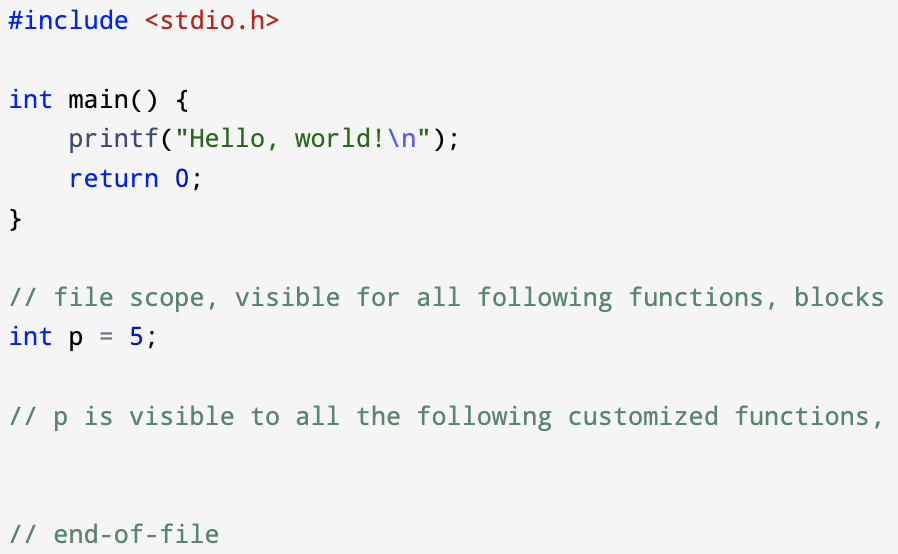 #include <stdio.h>
int main() {
    printf("Hello, world!\n");
    return 0;
}
// file scope, visible for all following functions, blocks
int p = 5;
// p is visible to all the following customized functions,
// end-of-file